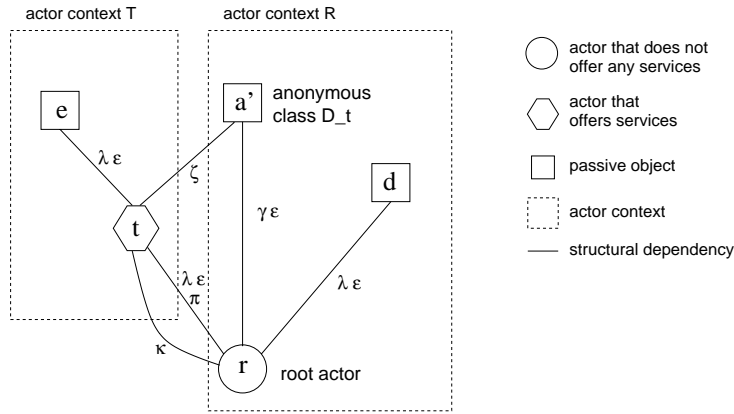 actor context T
actor context R
e
a'
anonymous
class D_t
λ ε
ζ
d
t
γ ε
λ ε
π
λ ε
κ
r
root actor
actor that does not
offer any services
actor that
offers services
passive object
actor context
structural dependency